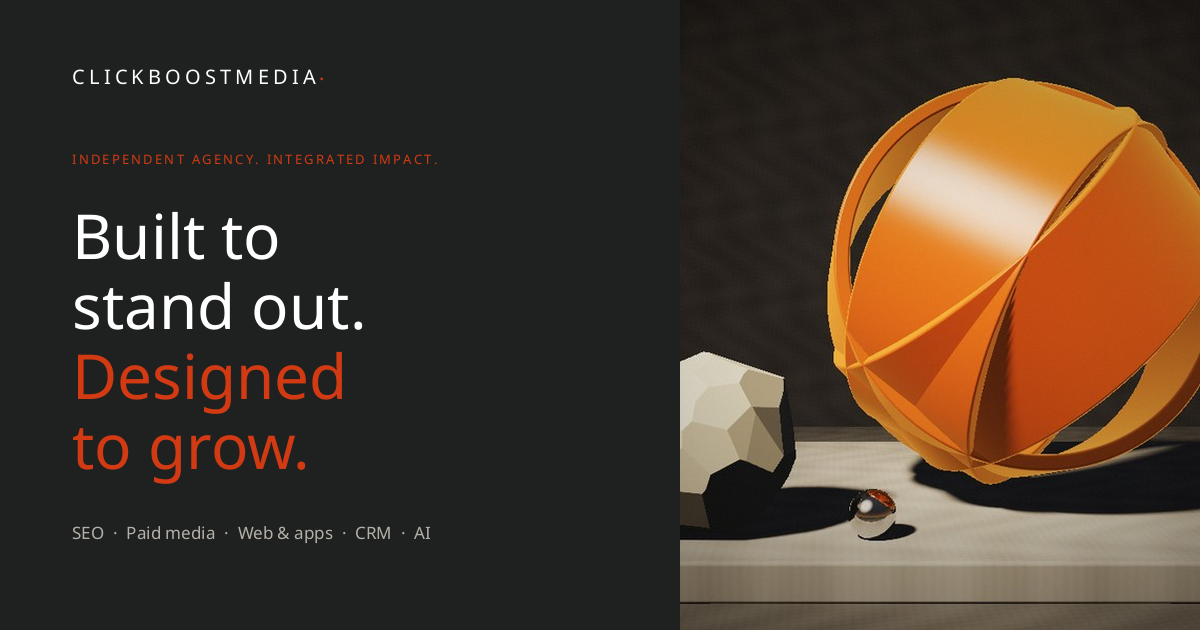 CLICKBOOSTMEDIA.
INDEPENDENT AGENCY. INTEGRATED IMPACT.
Built to
stand out.
Designed
to grow.
SEO · Paid media · Web & apps · CRM · AI